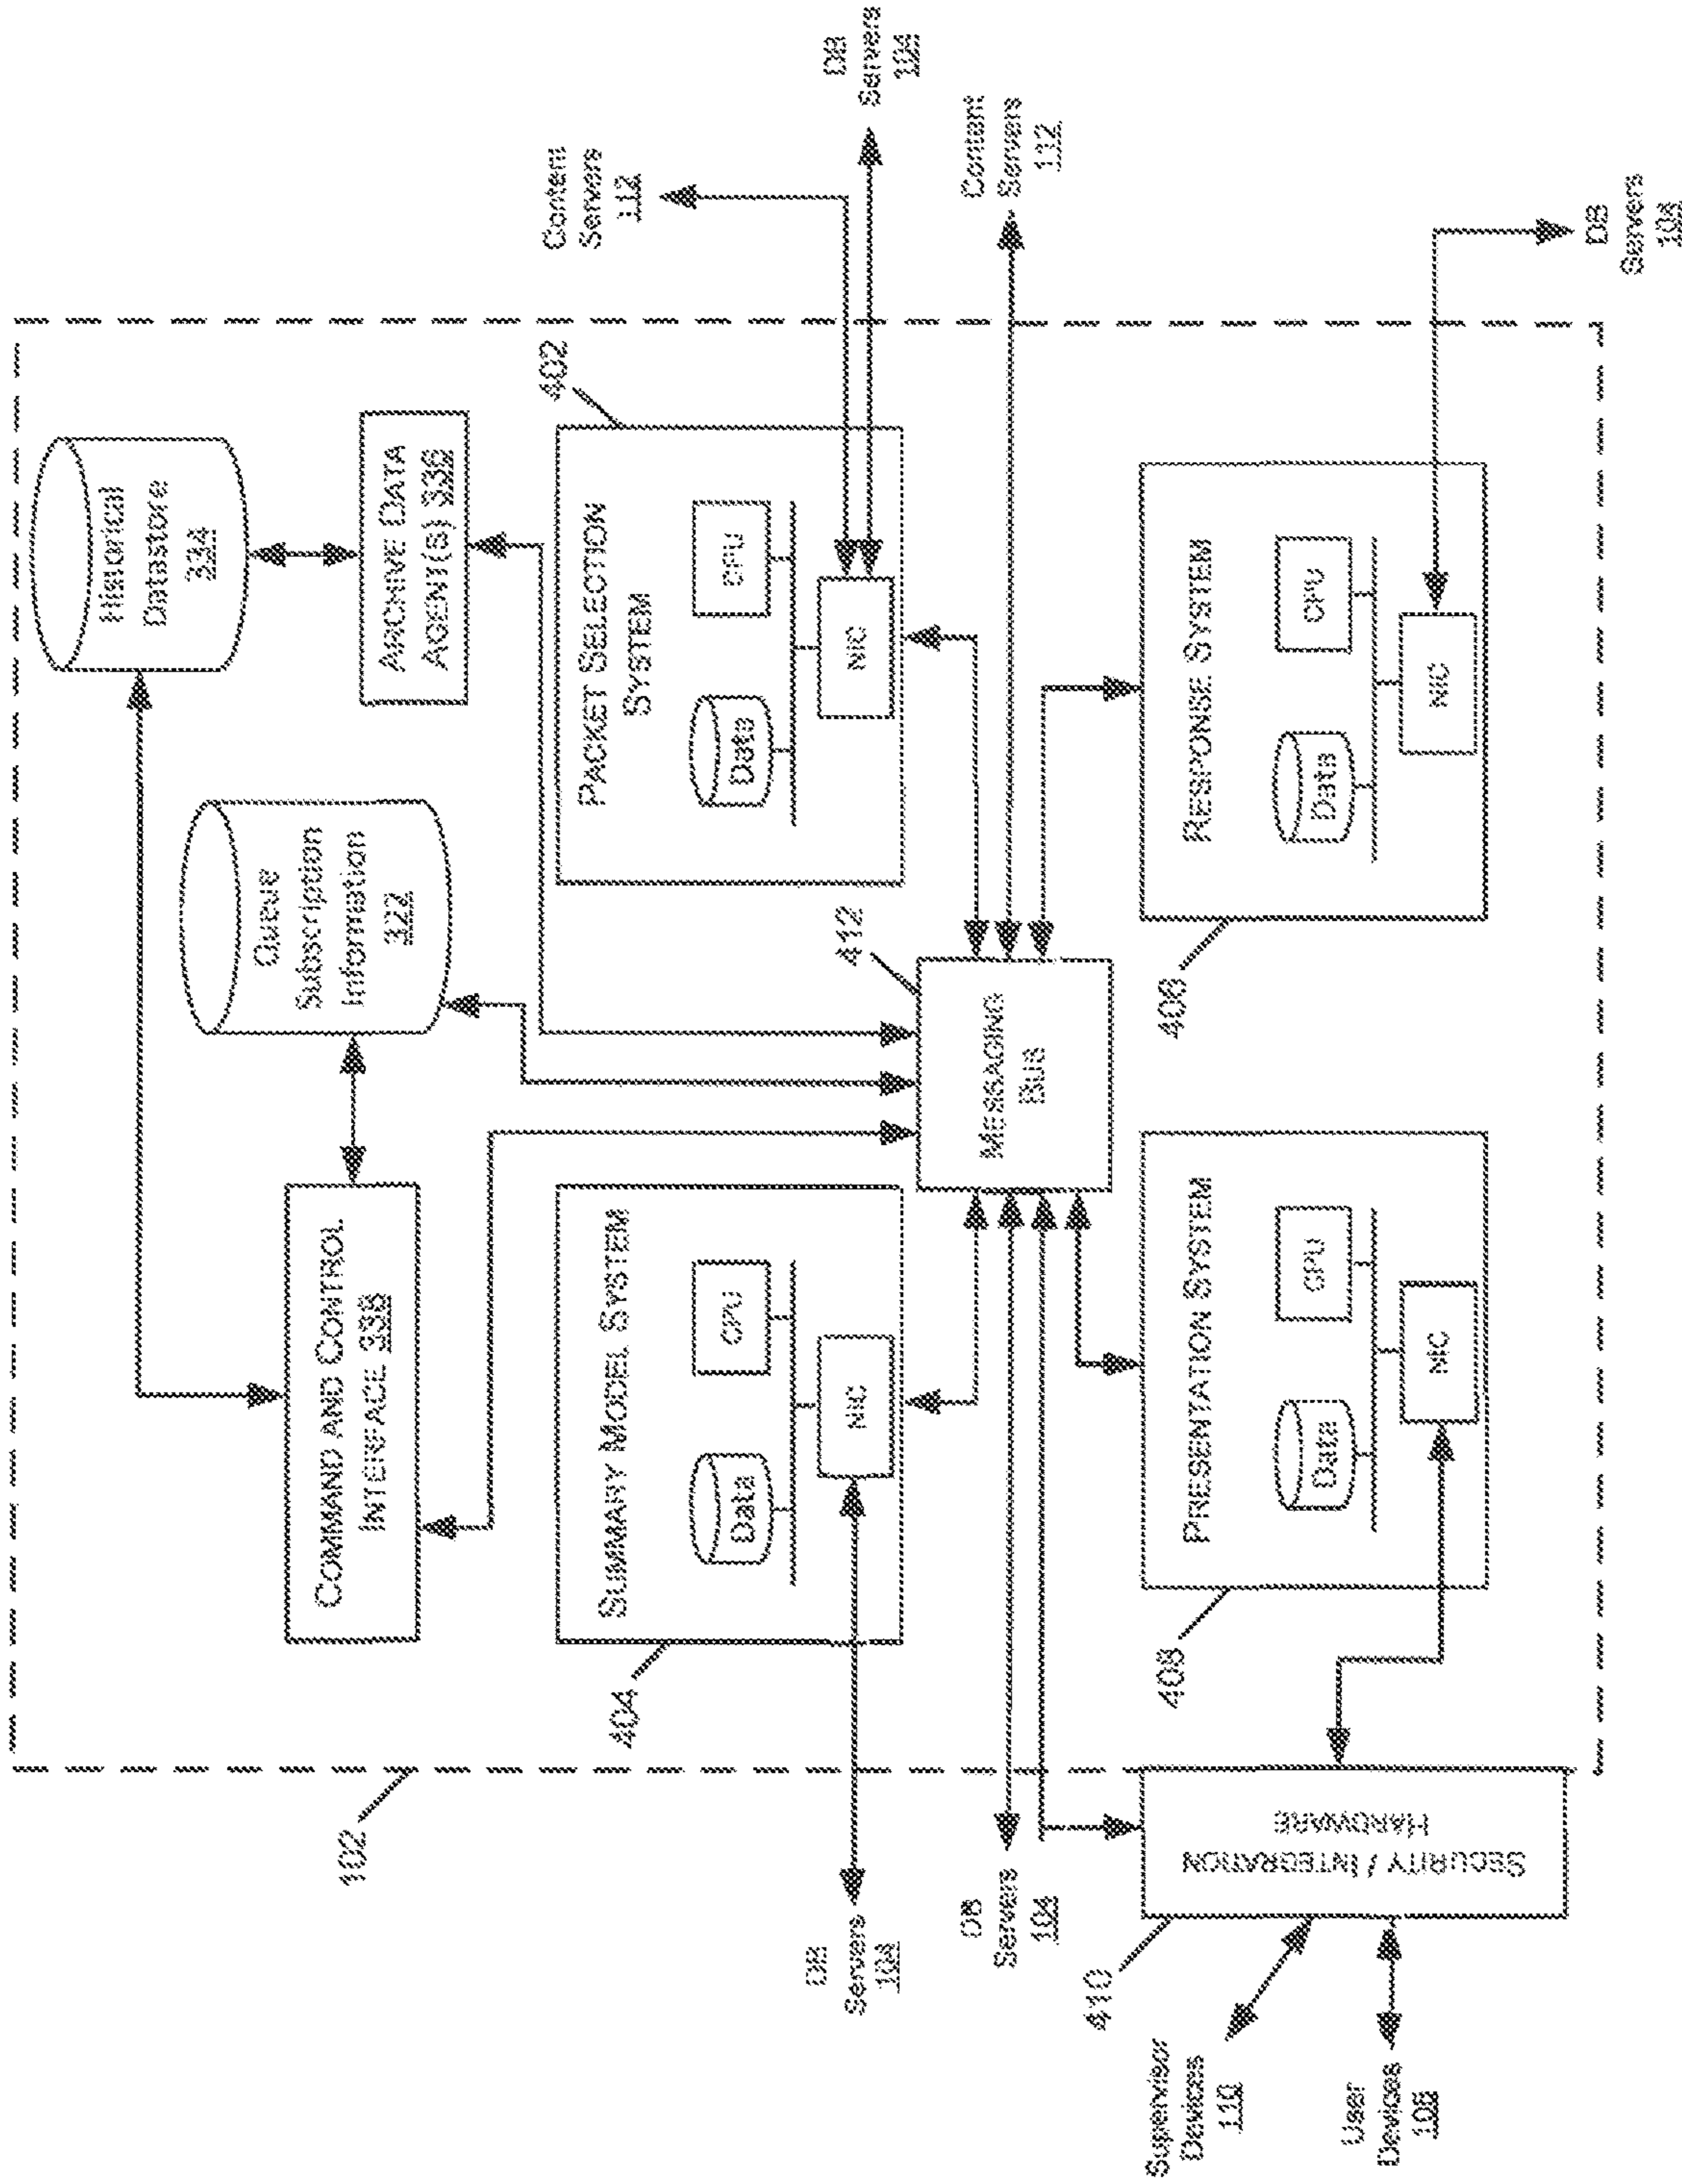 102
COMMAND AND CONTROL
INTERFACE 338
Queue
Subscription
Information
322
Historical
Datastore
334
ARCHIVE DATA
AGENT(S) 336
404
SUMMARY MODEL SYSTEM
Data
CPU
NIC
402
PACKET SELECTION
SYSTEM
Data
CPU
NIC
Content
Servers
112
DB
Servers
104
DB
Servers
104
412
MESSAGING
BUS
Content
Servers
112
DB
Servers
104
410
SECURITY / INTEGRATION
HARDWARE
Supervisor
Devices
110
User
Devices
408
PRESENTATION SYSTEM
Data
CPU
NIC
RESPONSE SYSTEM
Data
CPU
NIC
DB
Servers
104